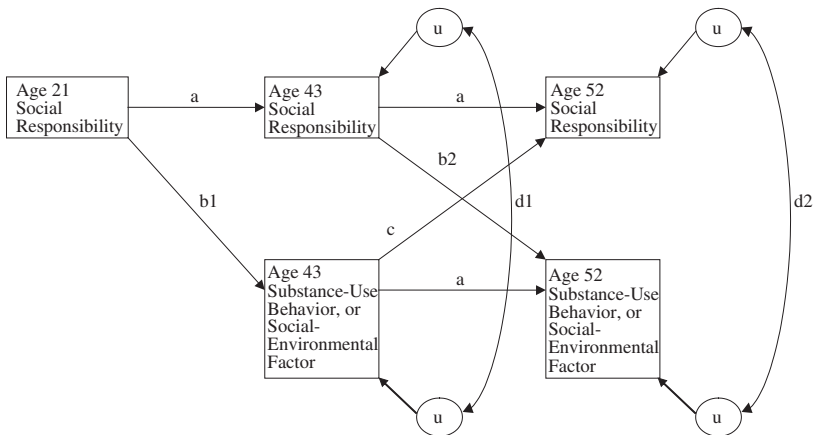 u
u
Age 21
Social
Responsibility
a
Age 43
Social
Responsibility
a
Age 52
Social
Responsibility
b1
b2
c
d1
d2
Age 43
Substance-Use
Behavior, or
Social-
Environmental
Factor
a
Age 52
Substance-Use
Behavior, or
Social-
Environmental
Factor
u
u